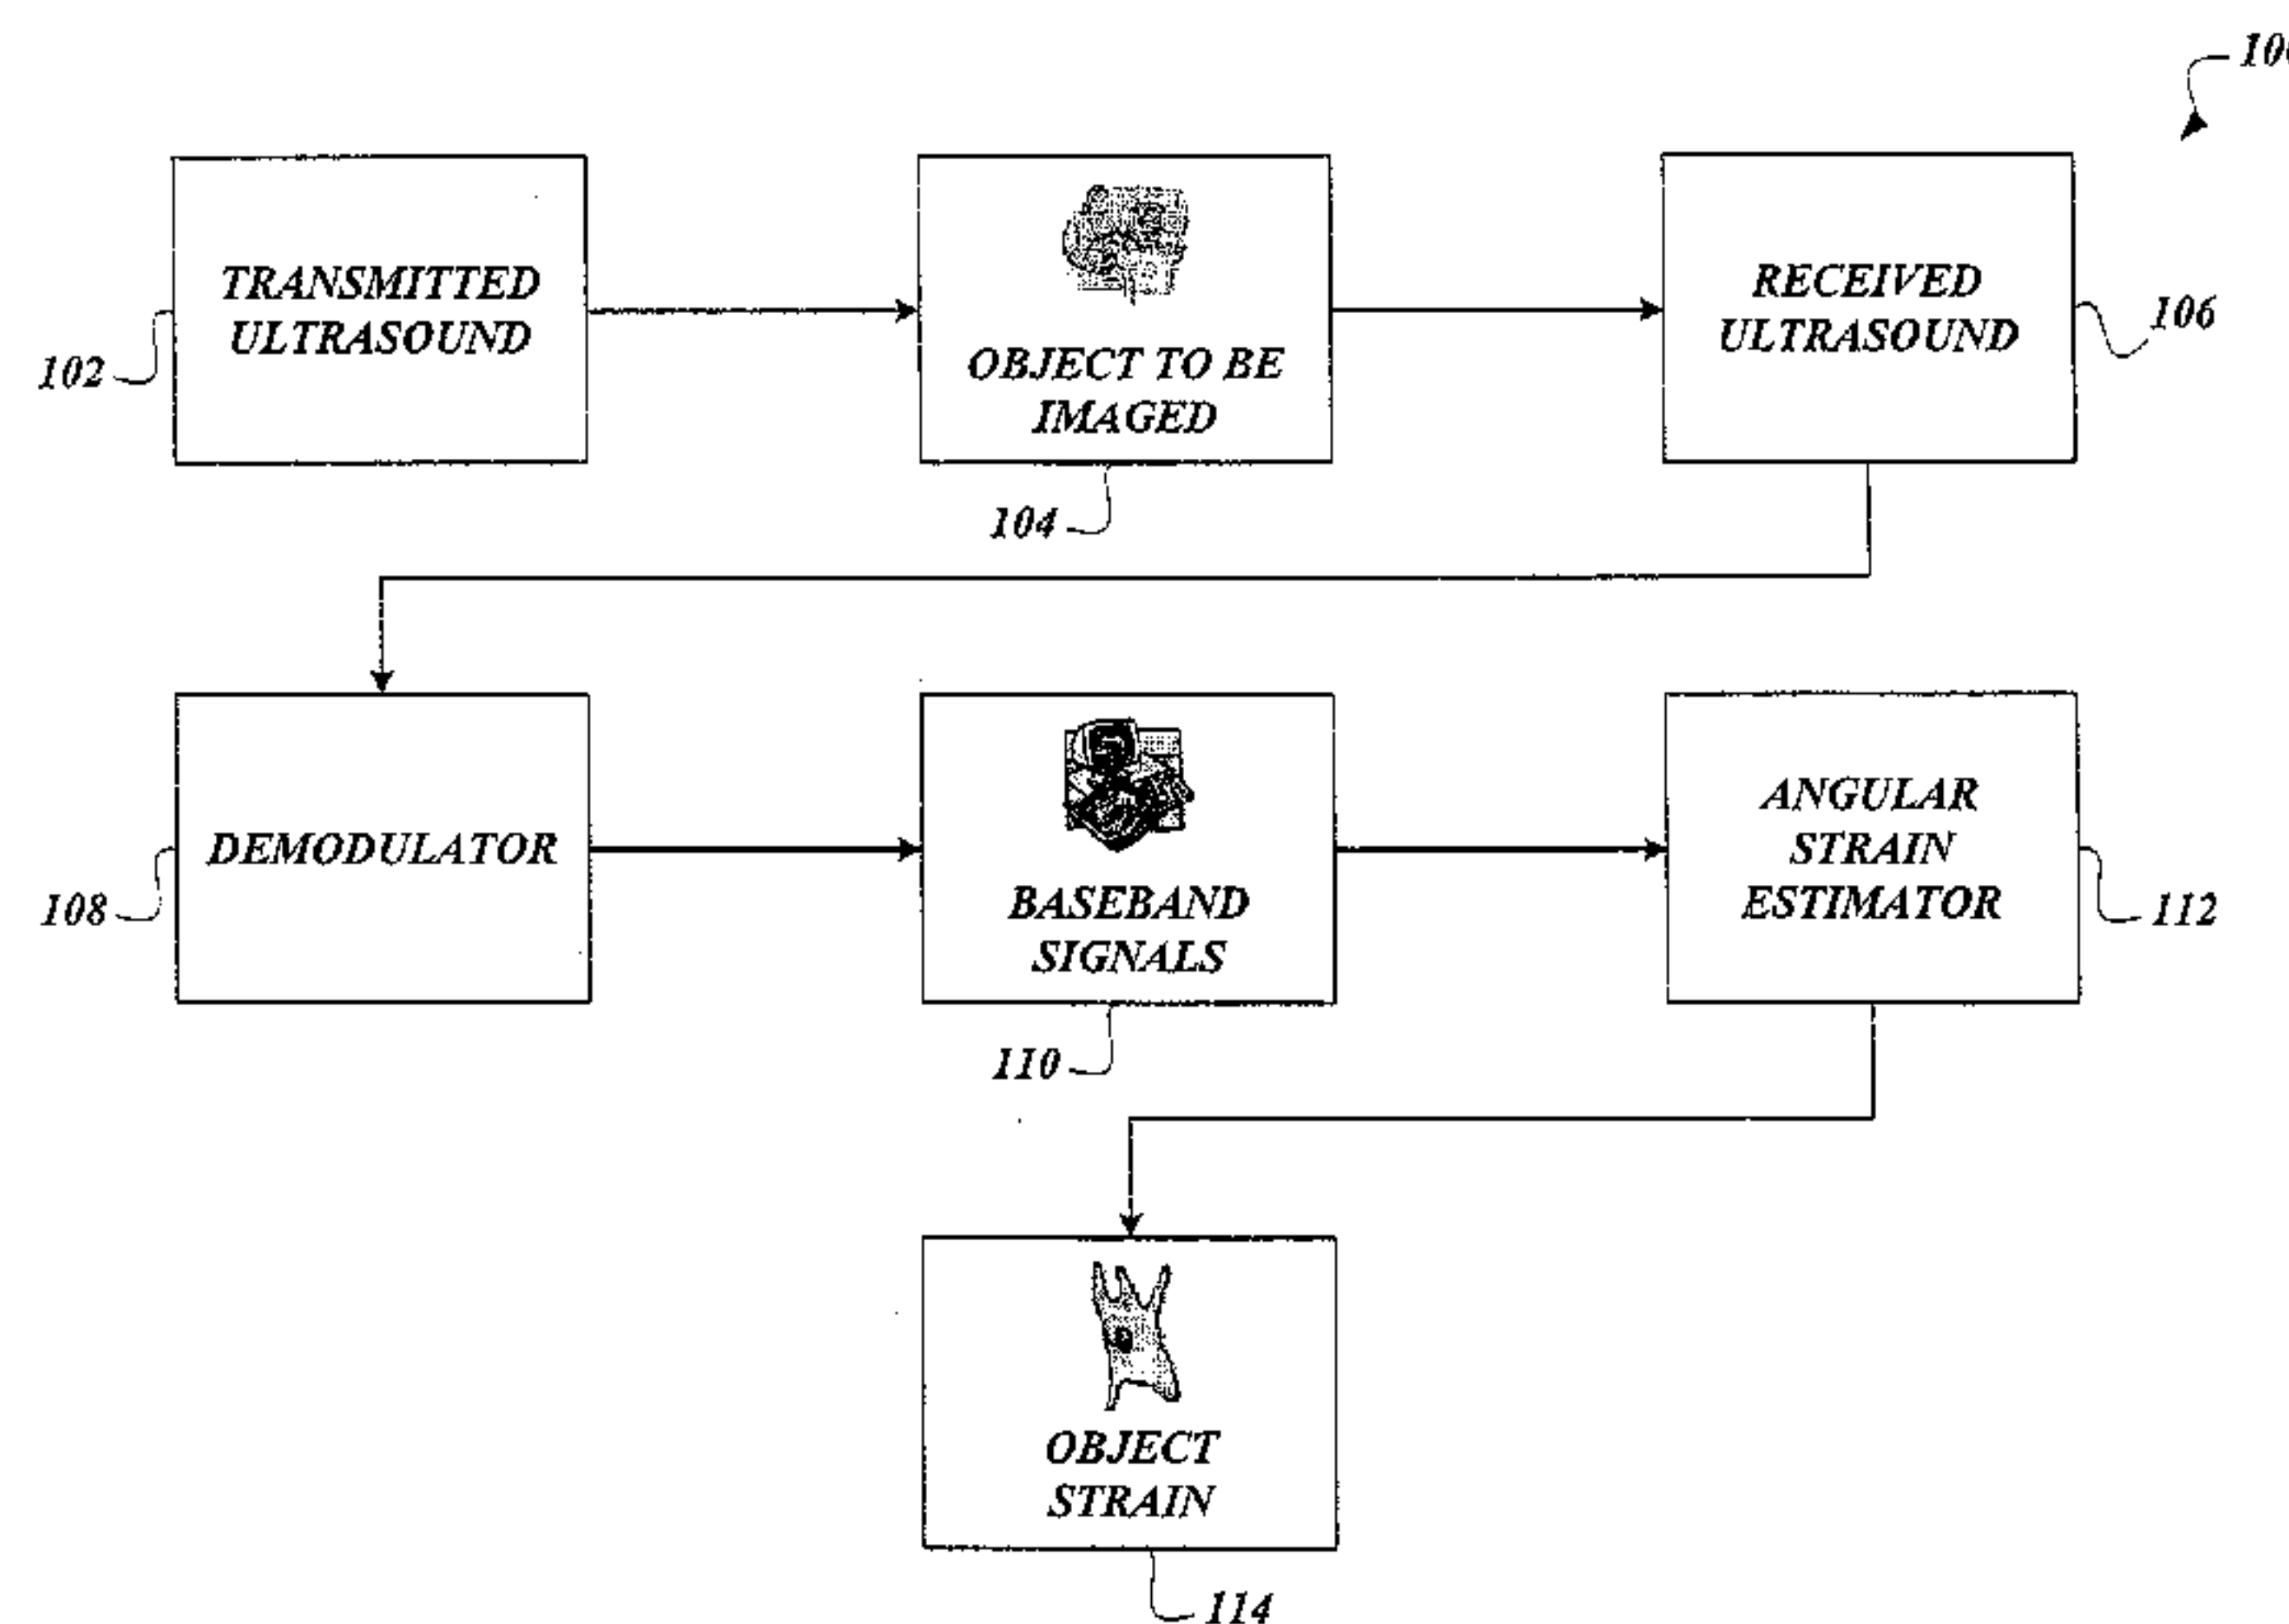 100
TRANSMITTED
ULTRASOUND
102
OBJECT TO BE
IMAGED
104
RECEIVED
ULTRASOUND
106
DEMODULATOR
108
BASEBAND
SIGNALS
110
ANGULAR
STRAIN
ESTIMATOR
112
OBJECT
STRAIN
114